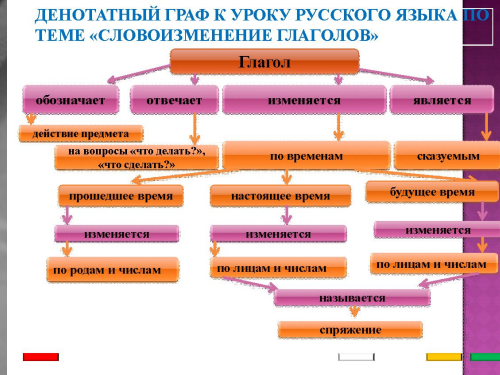 ДЕНОТАТНЫЙ ГРАФ К УРОКУ РУССКОГО ЯЗЫКА ПО
ТЕМЕ «СЛОВОИЗМЕНЕНИЕ ГЛАГОЛОВ»
Глагол
обозначает отвечает изменяется является
действие предмета
на вопросы «что делать?»,
«что сделать?»
по временам сказуемым
прошедшее время настоящее время будущее время
изменяется изменяется изменяется
по родам и числам по лицам и числам по лицам и числам
называется
спряжение